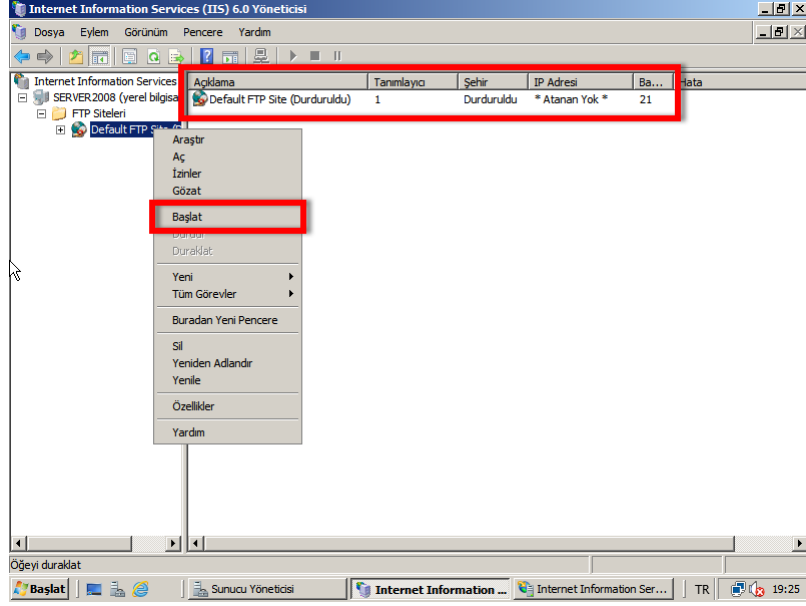 Internet Information Services (IIS) 6.0 Yöneticisi
Dosya Eylem Görünüm Pencere Yardım
Internet Information Services
SERVER2008 (yerel bilgisa
FTP Siteleri
Default FTP Site (D
Açıklama Tanımlayıcı Şehir IP Adresi Ba... Hata
Default FTP Site (Durduruldu) 1 Durduruldu * Atanan Yok * 21
Araştır
Aç
İzinler
Gözat
Başlat
Durdur
Duraklat
Yeni
Tüm Görevler
Buradan Yeni Pencere
Sil
Yeniden Adlandır
Yenile
Özellikler
Yardım
Öğeyi duraklat
Başlat Sunucu Yöneticisi Internet Information ... Internet Information Ser... TR 19:25